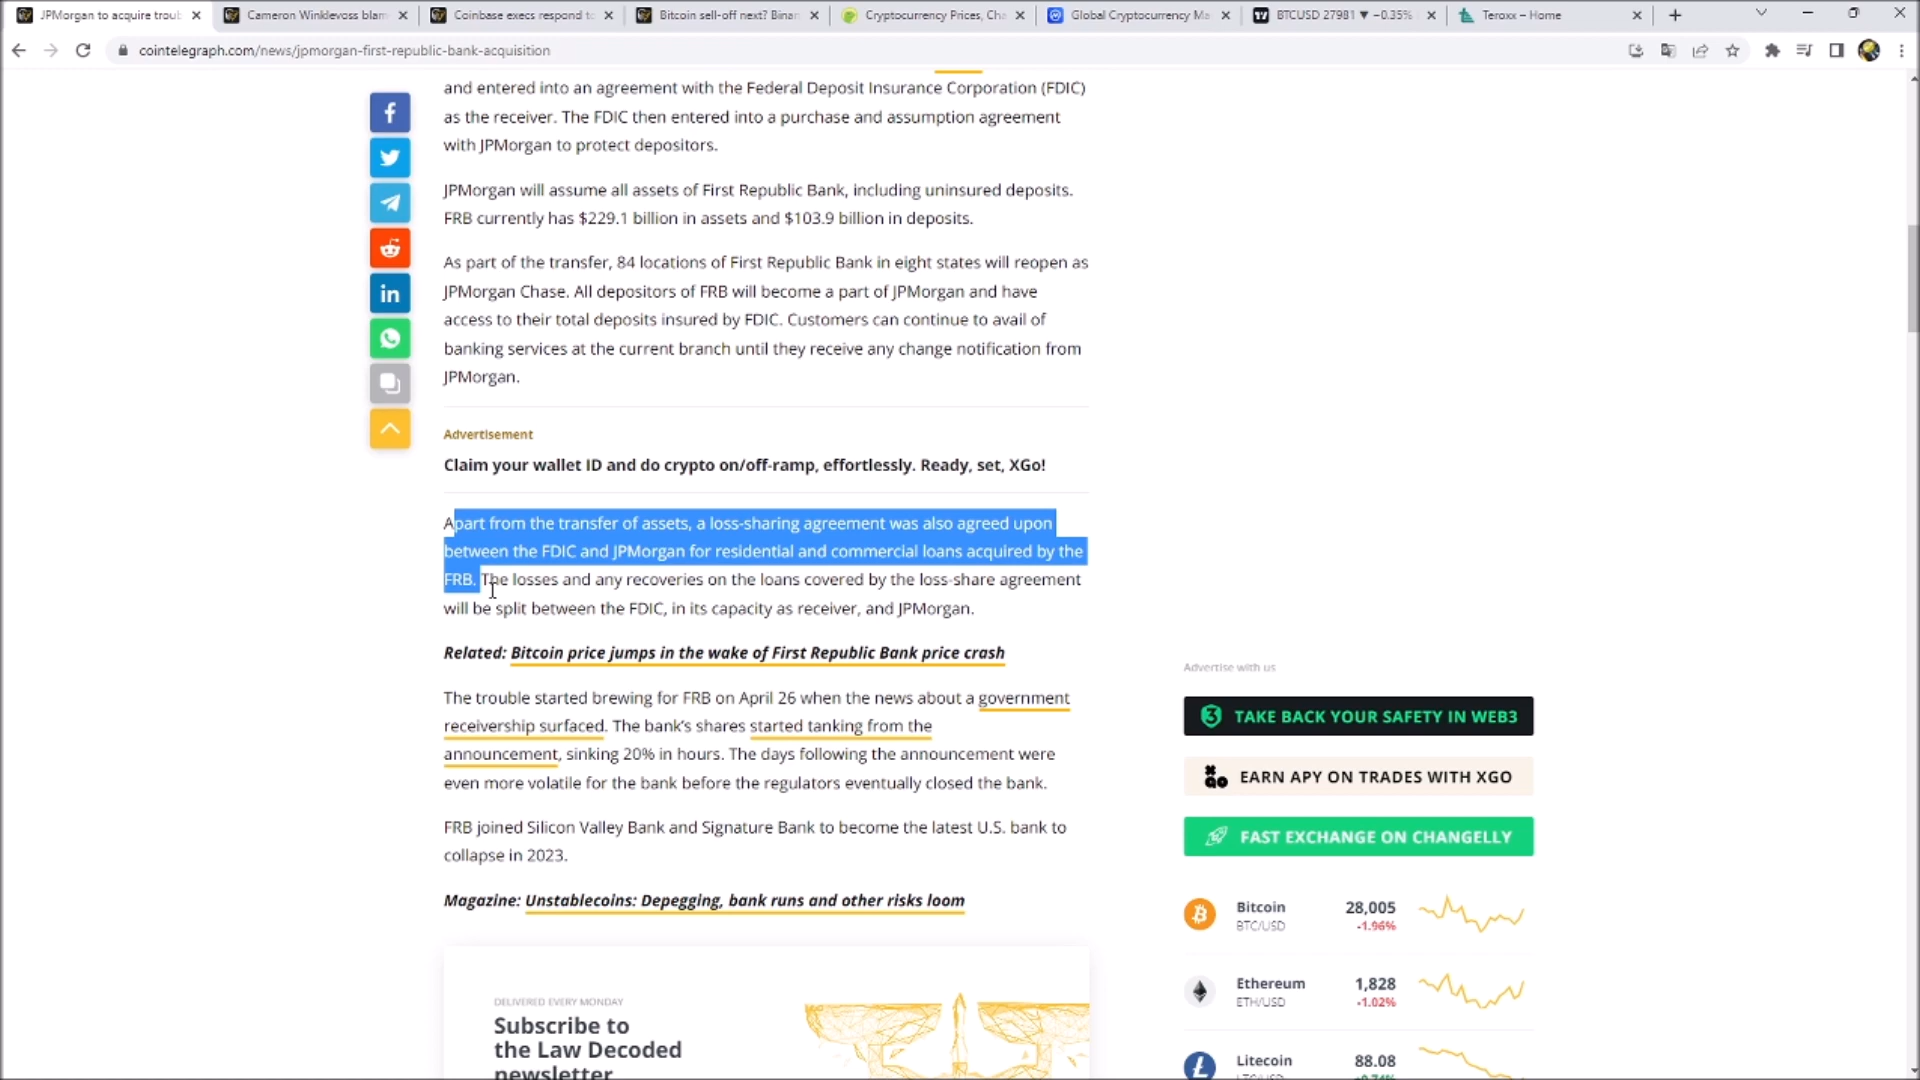 JPMorgan to acquire troub
Cameron Winklevoss blam
Coinbase execs respond to
Bitcoin sell-off next? Binan
Cryptocurrency Prices, Cha
Global Cryptocurrency Ma
BTCUSD 27981 ▼ −0.35%
Teroxx – Home
cointelegraph.com/news/jpmorgan-first-republic-bank-acquisition
and entered into an agreement with the Federal Deposit Insurance Corporation (FDIC)
as the receiver. The FDIC then entered into a purchase and assumption agreement
with JPMorgan to protect depositors.
JPMorgan will assume all assets of First Republic Bank, including uninsured deposits.
FRB currently has $229.1 billion in assets and $103.9 billion in deposits.
As part of the transfer, 84 locations of First Republic Bank in eight states will reopen as
JPMorgan Chase. All depositors of FRB will become a part of JPMorgan and have
access to their total deposits insured by FDIC. Customers can continue to avail of
banking services at the current branch until they receive any change notification from
JPMorgan.
Advertisement
Claim your wallet ID and do crypto on/off-ramp, effortlessly. Ready, set, XGo!
Apart from the transfer of assets, a loss-sharing agreement was also agreed upon
between the FDIC and JPMorgan for residential and commercial loans acquired by the
FRB. The losses and any recoveries on the loans covered by the loss-share agreement
will be split between the FDIC, in its capacity as receiver, and JPMorgan.
Related: Bitcoin price jumps in the wake of First Republic Bank price crash
The trouble started brewing for FRB on April 26 when the news about a government
receivership surfaced. The bank’s shares started tanking from the
announcement, sinking 20% in hours. The days following the announcement were
even more volatile for the bank before the regulators eventually closed the bank.
FRB joined Silicon Valley Bank and Signature Bank to become the latest U.S. bank to
collapse in 2023.
Magazine: Unstablecoins: Depegging, bank runs and other risks loom
DELIVERED EVERY MONDAY
Subscribe to
the Law Decoded
newsletter
Advertise with us
TAKE BACK YOUR SAFETY IN WEB3
EARN APY ON TRADES WITH XGO
FAST EXCHANGE ON CHANGELLY
Bitcoin 28,005
BTC/USD -1.96%
Ethereum 1,828
ETH/USD -1.02%
Litecoin 88.08